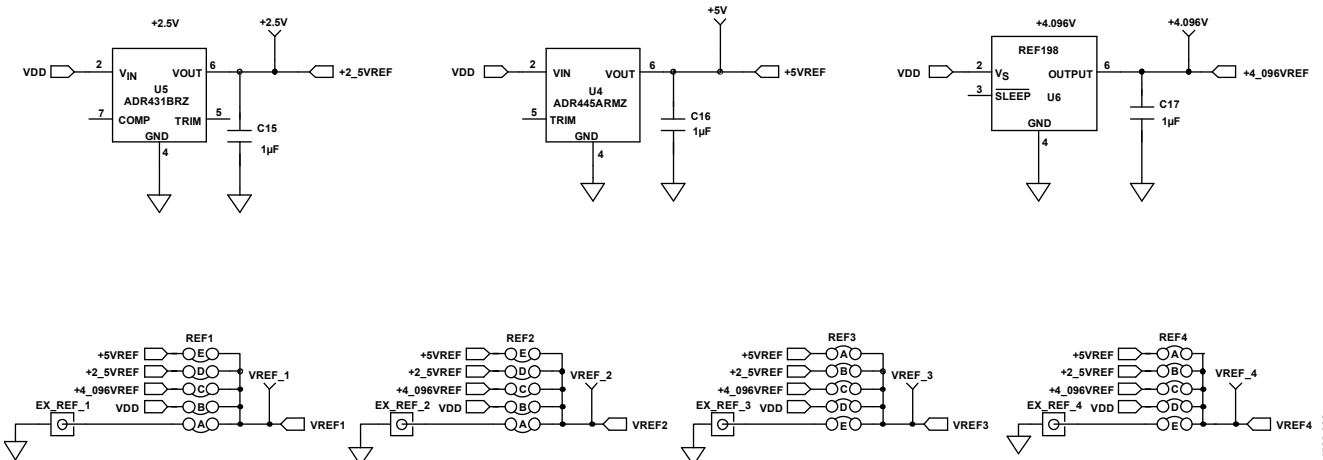 +2.5V
+2.5V
VDD
2
VIN
VOUT
6
+2_5VREF
U5
ADR431BRZ
7
COMP
TRIM
5
GND
4
C15
1µF
+5V
VDD
2
VIN
VOUT
6
+5VREF
U4
ADR445ARMZ
5
TRIM
GND
4
C16
1µF
+4.096V
+4.096V
REF198
VDD
2
VS
OUTPUT
6
+4_096VREF
3
SLEEP
U6
GND
4
C17
1µF
REF1
+5VREF
E
+2_5VREF
D
+4_096VREF
C
VREF_1
EX_REF_1
VDD
B
A
VREF1
REF2
+5VREF
E
+2_5VREF
D
+4_096VREF
C
VREF_2
EX_REF_2
VDD
B
A
VREF2
REF3
+5VREF
A
+2_5VREF
B
+4_096VREF
C
VREF_3
EX_REF_3
VDD
D
E
VREF3
REF4
+5VREF
A
+2_5VREF
B
+4_096VREF
C
VREF_4
EX_REF_4
VDD
D
E
VREF4